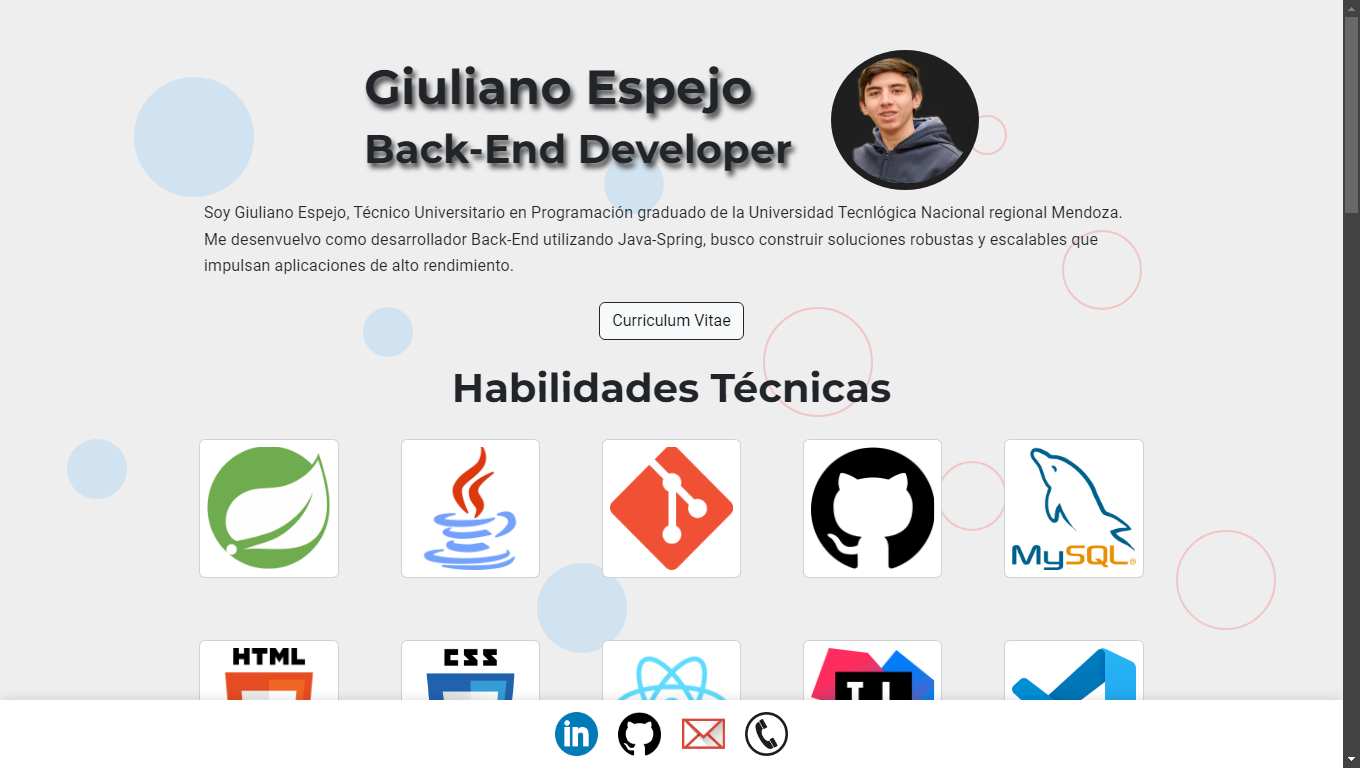 Giuliano Espejo
Back-End Developer
Soy Giuliano Espejo, Técnico Universitario en Programación graduado de la Universidad Tecnlógica Nacional regional Mendoza.
Me desenvuelvo como desarrollador Back-End utilizando Java-Spring, busco construir soluciones robustas y escalables que
impulsan aplicaciones de alto rendimiento.
Curriculum Vitae
Habilidades Técnicas
MySQL®
HTML
CSS
IJ
in